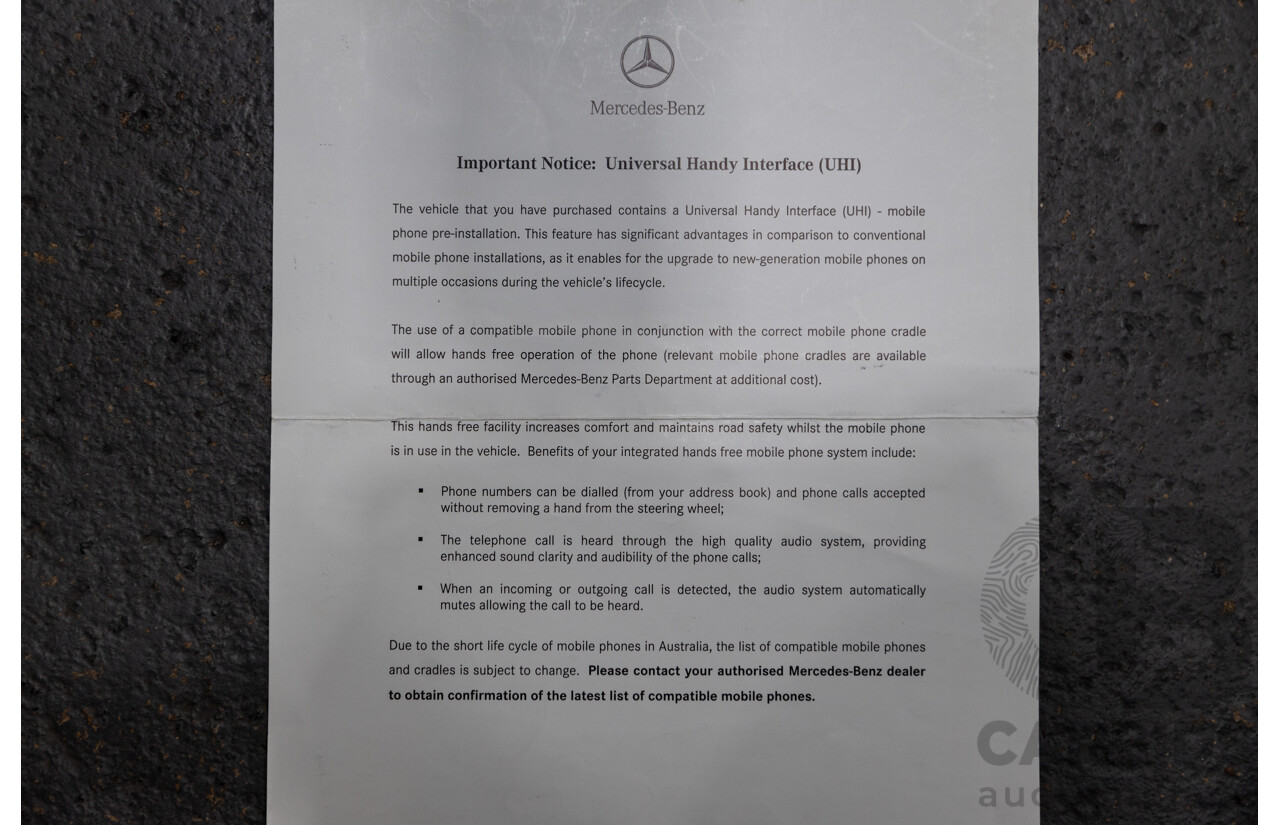 Mercedes-Benz
Important Notice: Universal Handy Interface (UHI)
The vehicle that you have purchased contains a Universal Handy Interface (UHI) - mobile
phone pre-installation. This feature has significant advantages in comparison to conventional
mobile phone installations, as it enables for the upgrade to new-generation mobile phones on
multiple occasions during the vehicle's lifecycle.
The use of a compatible mobile phone in conjunction with the correct mobile phone cradle
will allow hands free operation of the phone (relevant mobile phone cradles are available
through an authorised Mercedes-Benz Parts Department at additional cost).
This hands free facility increases comfort and maintains road safety whilst the mobile phone
is in use in the vehicle. Benefits of your integrated hands free mobile phone system include:
▪ Phone numbers can be dialled (from your address book) and phone calls accepted
without removing a hand from the steering wheel;
▪ The telephone call is heard through the high quality audio system, providing
enhanced sound clarity and audibility of the phone calls;
▪ When an incoming or outgoing call is detected, the audio system automatically
mutes allowing the call to be heard.
Due to the short life cycle of mobile phones in Australia, the list of compatible mobile phones
and cradles is subject to change. Please contact your authorised Mercedes-Benz dealer
to obtain confirmation of the latest list of compatible mobile phones.